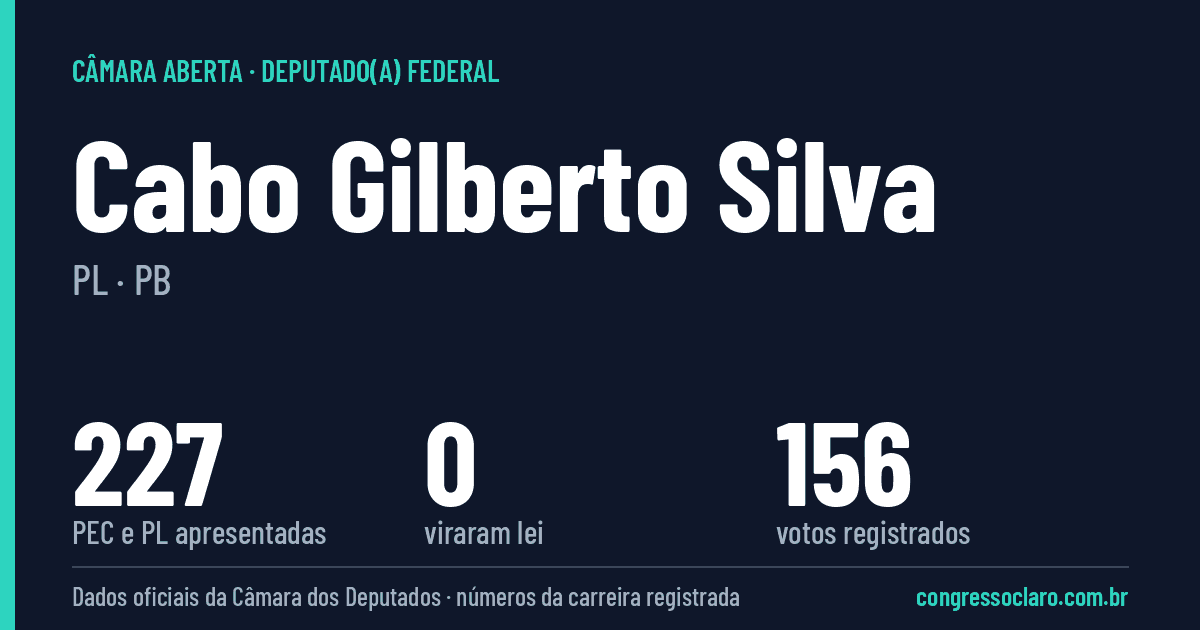 CÂMARA ABERTA · DEPUTADO(A) FEDERAL
Cabo Gilberto Silva
PL · PB
227 0 156
PEC e PL apresentadas viraram lei votos registrados
Dados oficiais da Câmara dos Deputados · números da carreira registrada congressoclaro.com.br